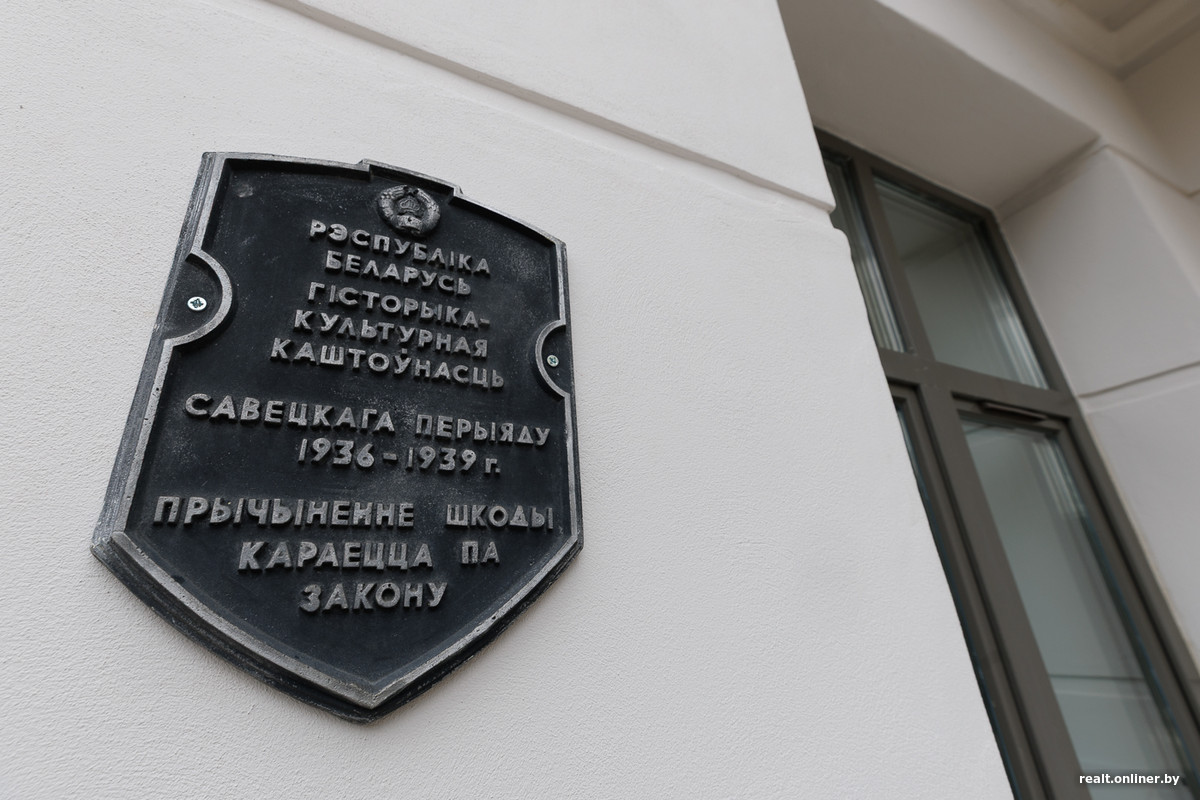 РЭСПУБЛІКА
БЕЛАРУСЬ
ГІСТОРЫКА-
КУЛЬТУРНАЯ
КАШТОЎНАСЦЬ
САВЕЦКАГА ПЕРЫЯДУ
1936 – 1939 г.
ПРЫЧЫНЕННЕ ШКОДЫ
КАРАЕЦЦА ПА
ЗАКОНУ
realt.onliner.by